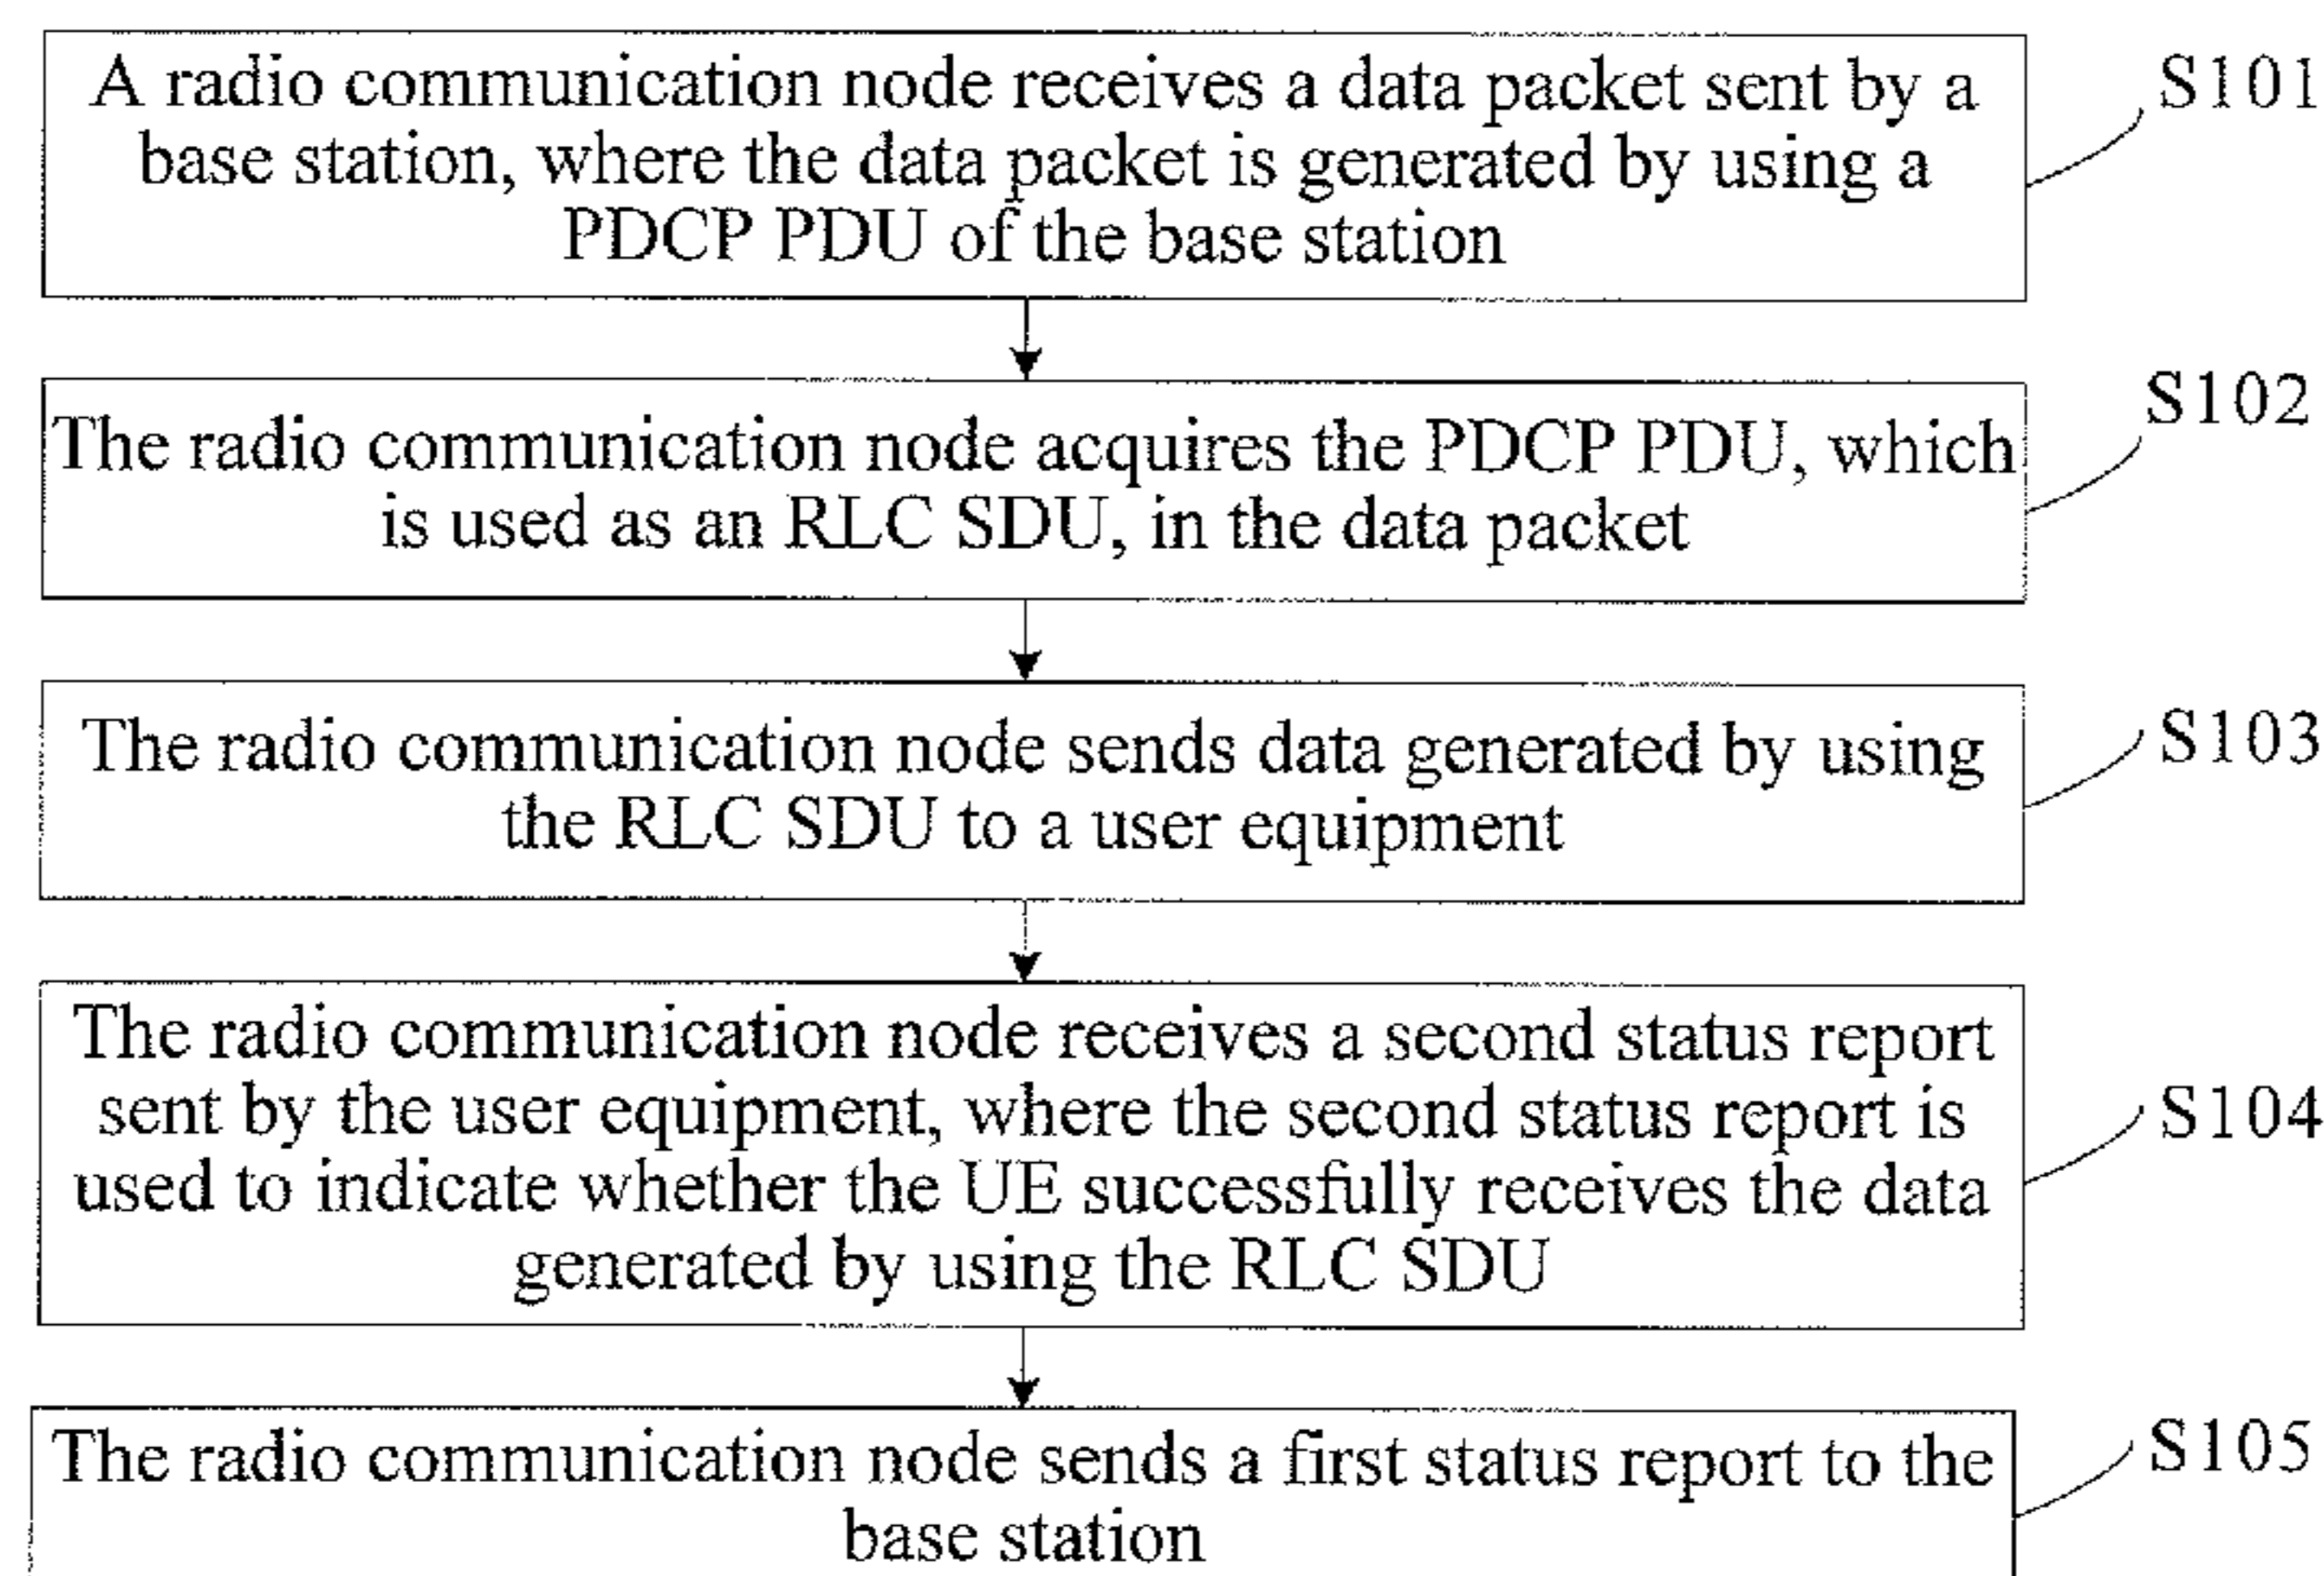 A radio communication node receives a data packet sent by a
base station, where the data packet is generated by using a
PDCP PDU of the base station
S101
The radio communication node acquires the PDCP PDU, which
is used as an RLC SDU, in the data packet
S102
The radio communication node sends data generated by using
the RLC SDU to a user equipment
S103
The radio communication node receives a second status report
sent by the user equipment, where the second status report is
used to indicate whether the UE successfully receives the data
generated by using the RLC SDU
S104
The radio communication node sends a first status report to the
base station
S105